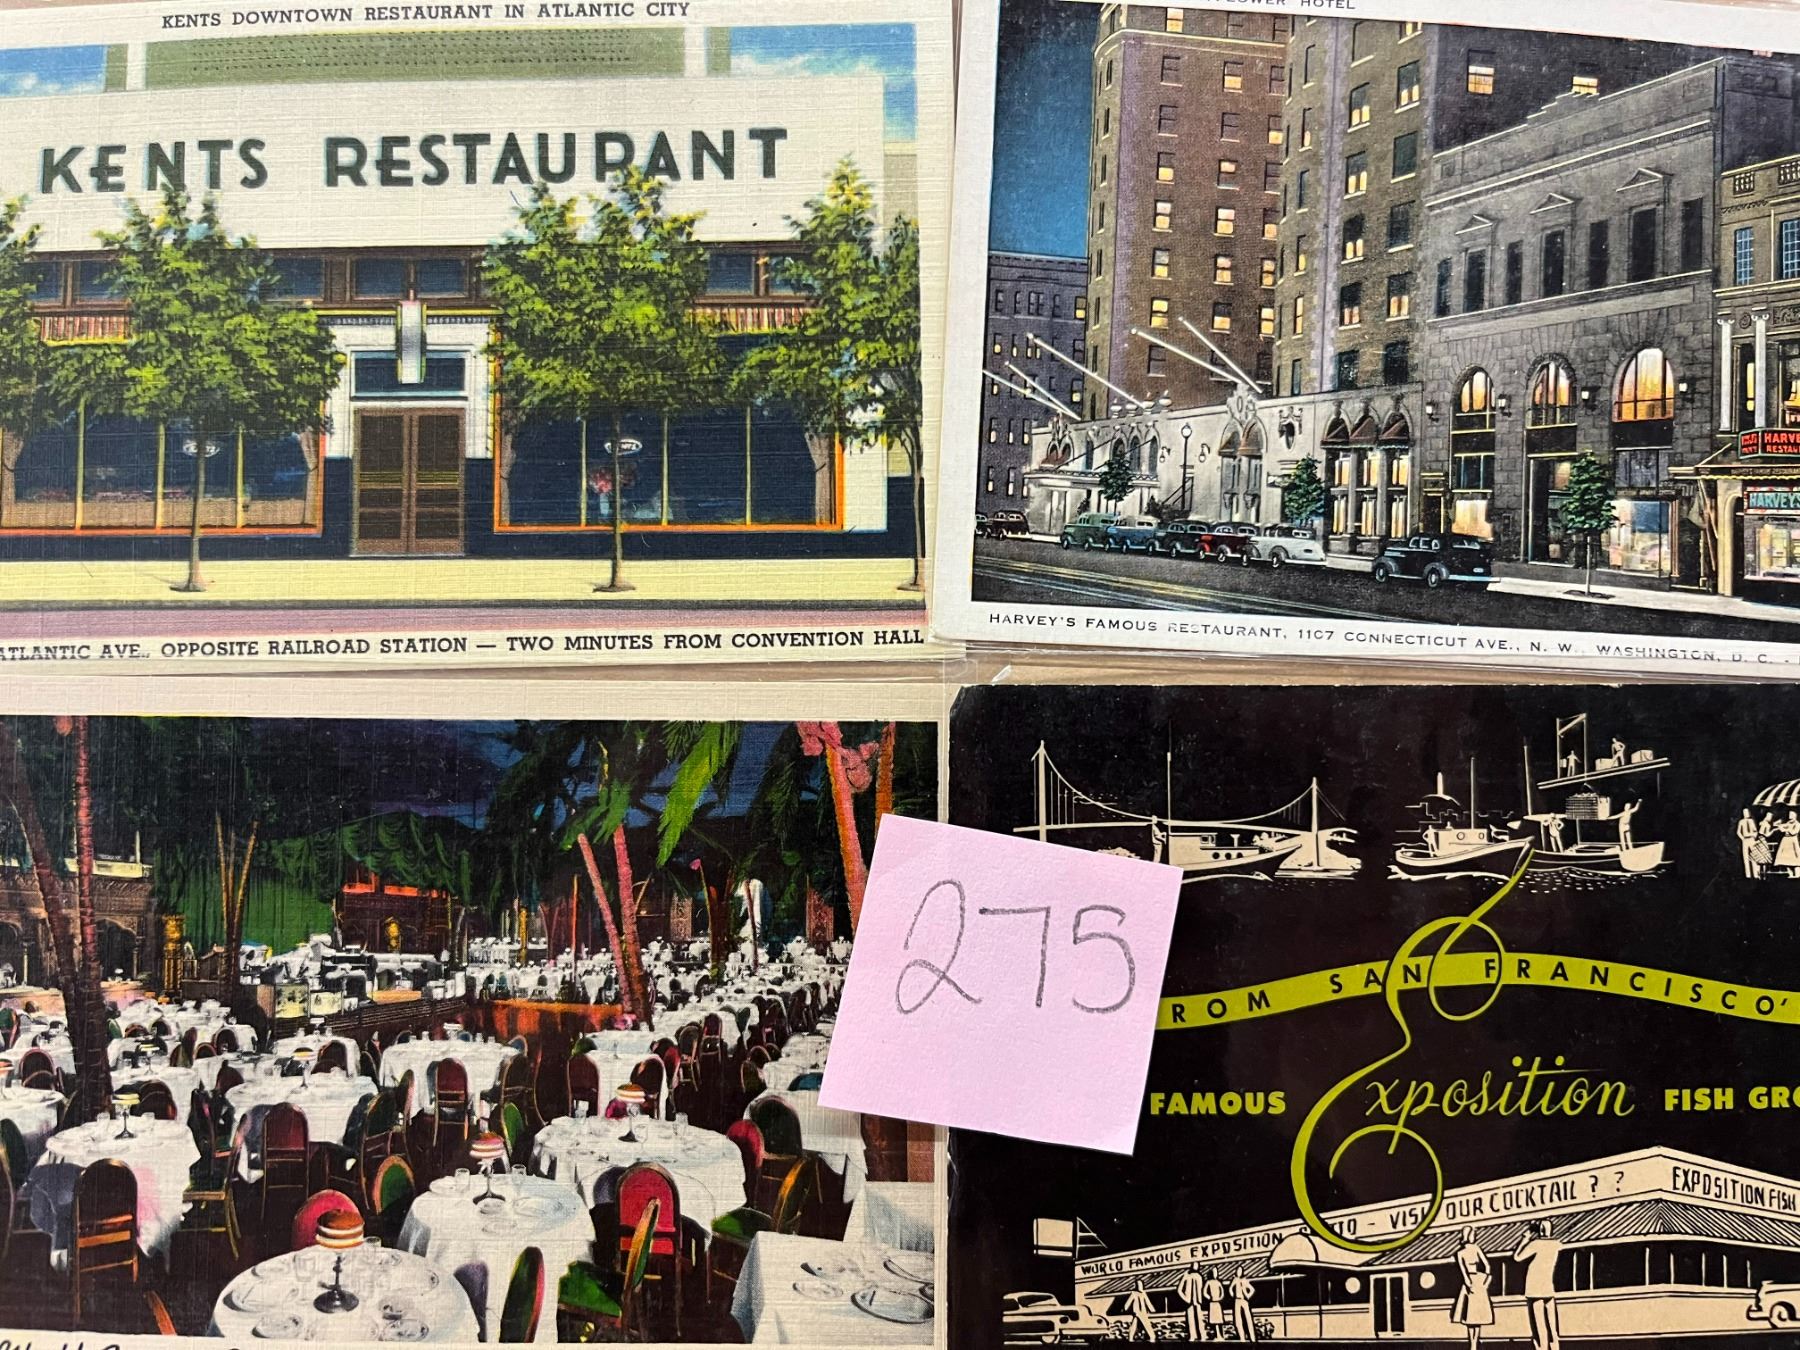 KENTS DOWNTOWN RESTAURANT IN ATLANTIC CITY
KENTS RESTAURANT
ATLANTIC AVE., OPPOSITE RAILROAD STATION — TWO MINUTES FROM CONVENTION HALL
HOTEL
HARVEY'S
HARVEY'S FAMOUS RESTAURANT, 1107 CONNECTICUT AVE., N. W., WASHINGTON, D. C. -
275
ROM SAN FRANCISCO'
FAMOUS Exposition FISH GRO
WORLD FAMOUS EXPOSITION
TTO - VISIT OUR COCKTAIL ? ?
EXPOSITION FISH